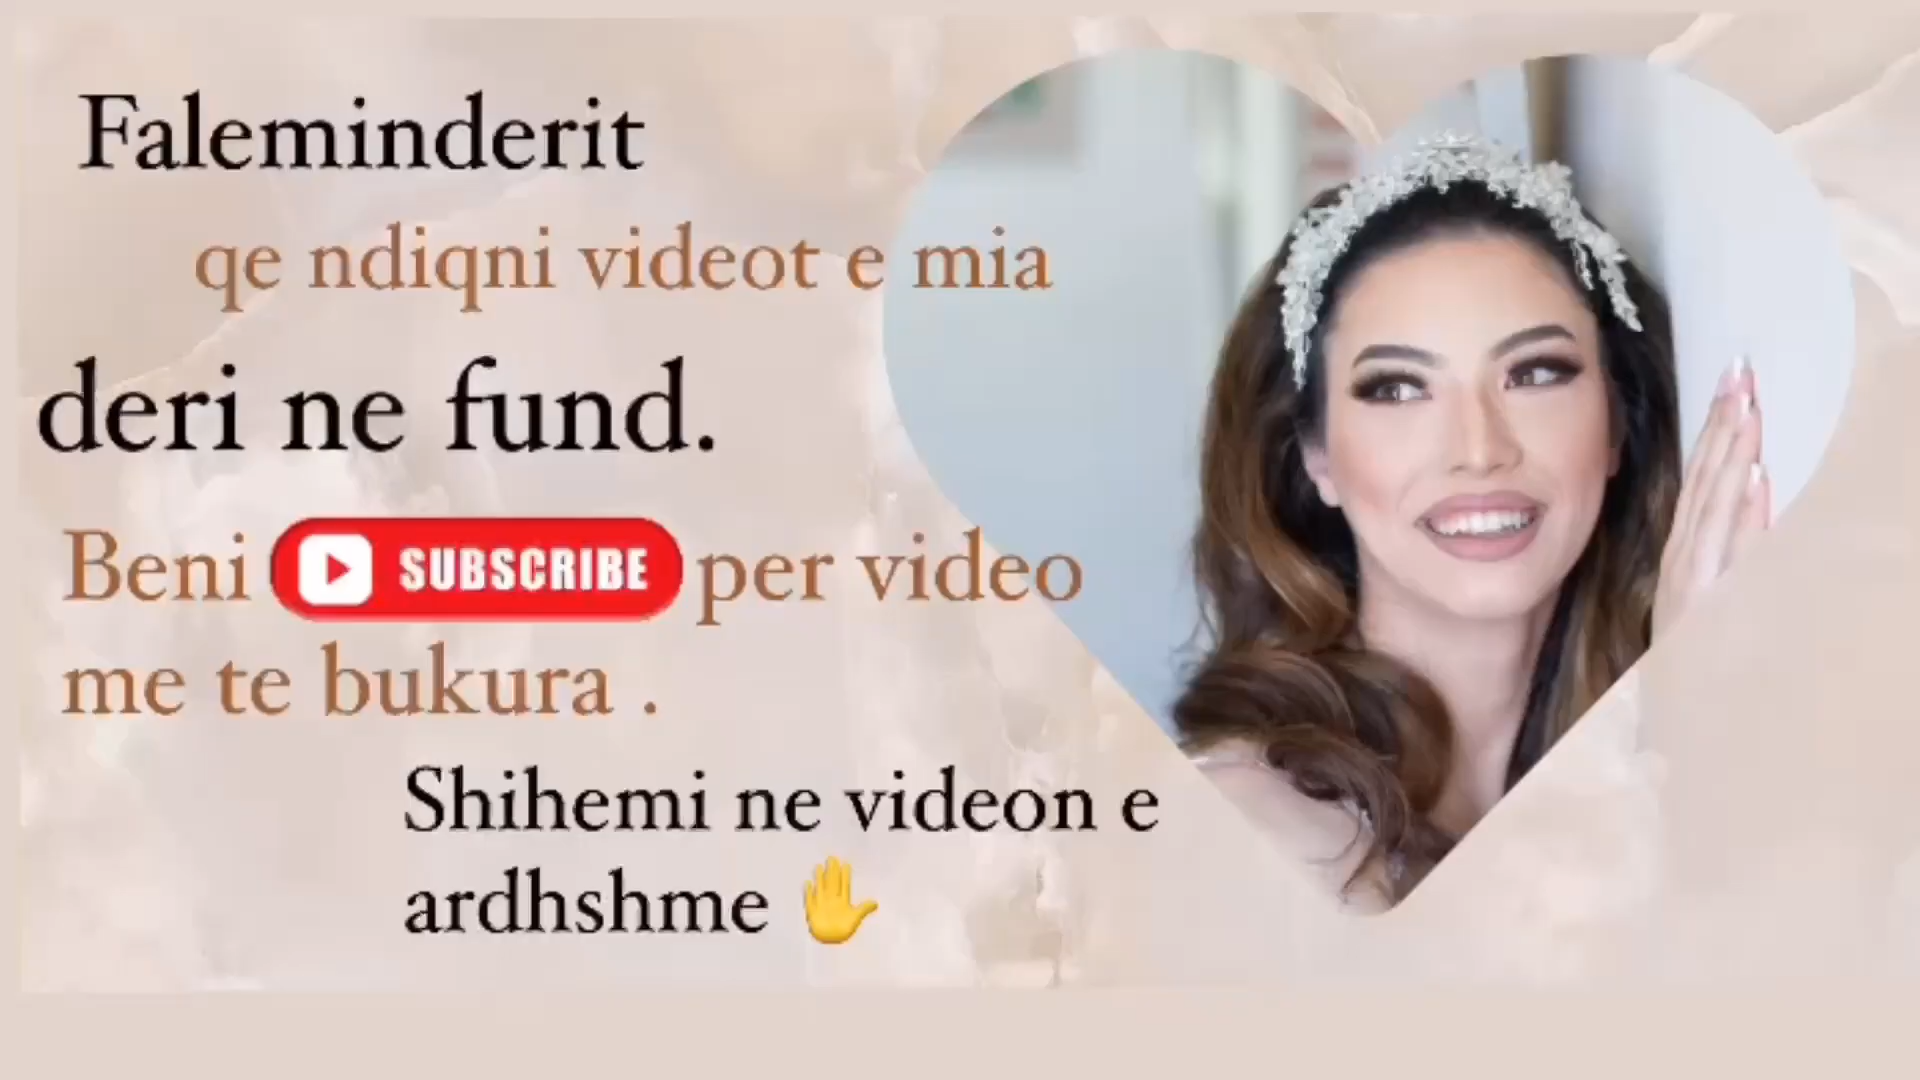 Faleminderit
qe ndiqni videot e mia
deri ne fund.
Beni SUBSCRIBE per video
me te bukura .
Shihemi ne videon e
ardhshme ✋